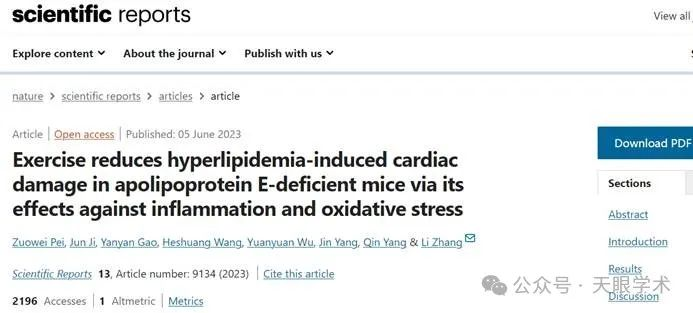 scientific reports
View all
Explore content
About the journal
Publish with us
nature > scientific reports > articles > article
Article | Open access | Published: 05 June 2023
Exercise reduces hyperlipidemia-induced cardiac
damage in apolipoprotein E-deficient mice via its
effects against inflammation and oxidative stress
Zuowei Pei, Jun Ji, Yanyan Gao, Heshuang Wang, Yuanyuan Wu, Jin Yang, Qin Yang & Li Zhang
Scientific Reports 13, Article number: 9134 (2023) | Cite this article
2196 Accesses | 1 Altmetric | Metrics
Download PDF
Sections
Abstract
Introduction
Results
Discussion
公众号 · 天眼学术